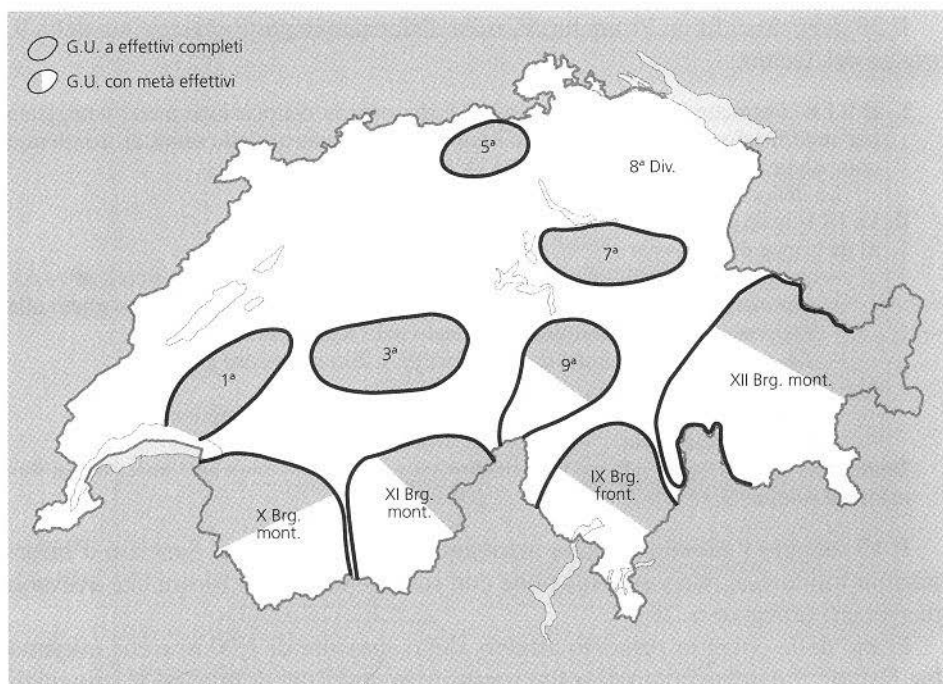 G.U. a effettivi completi
G.U. con metà effettivi
5ª
8ª Div.
7ª
1ª
3ª
9ª
XII Brg. mont.
X Brg.
mont.
XI Brg.
mont.
IX Brg.
front.